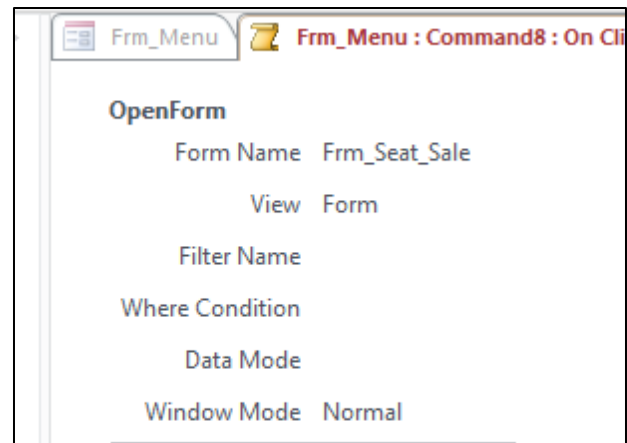 Frm_Menu Frm_Menu : Command8 : On Cli
OpenForm
Form Name Frm_Seat_Sale
View Form
Filter Name
Where Condition
Data Mode
Window Mode Normal